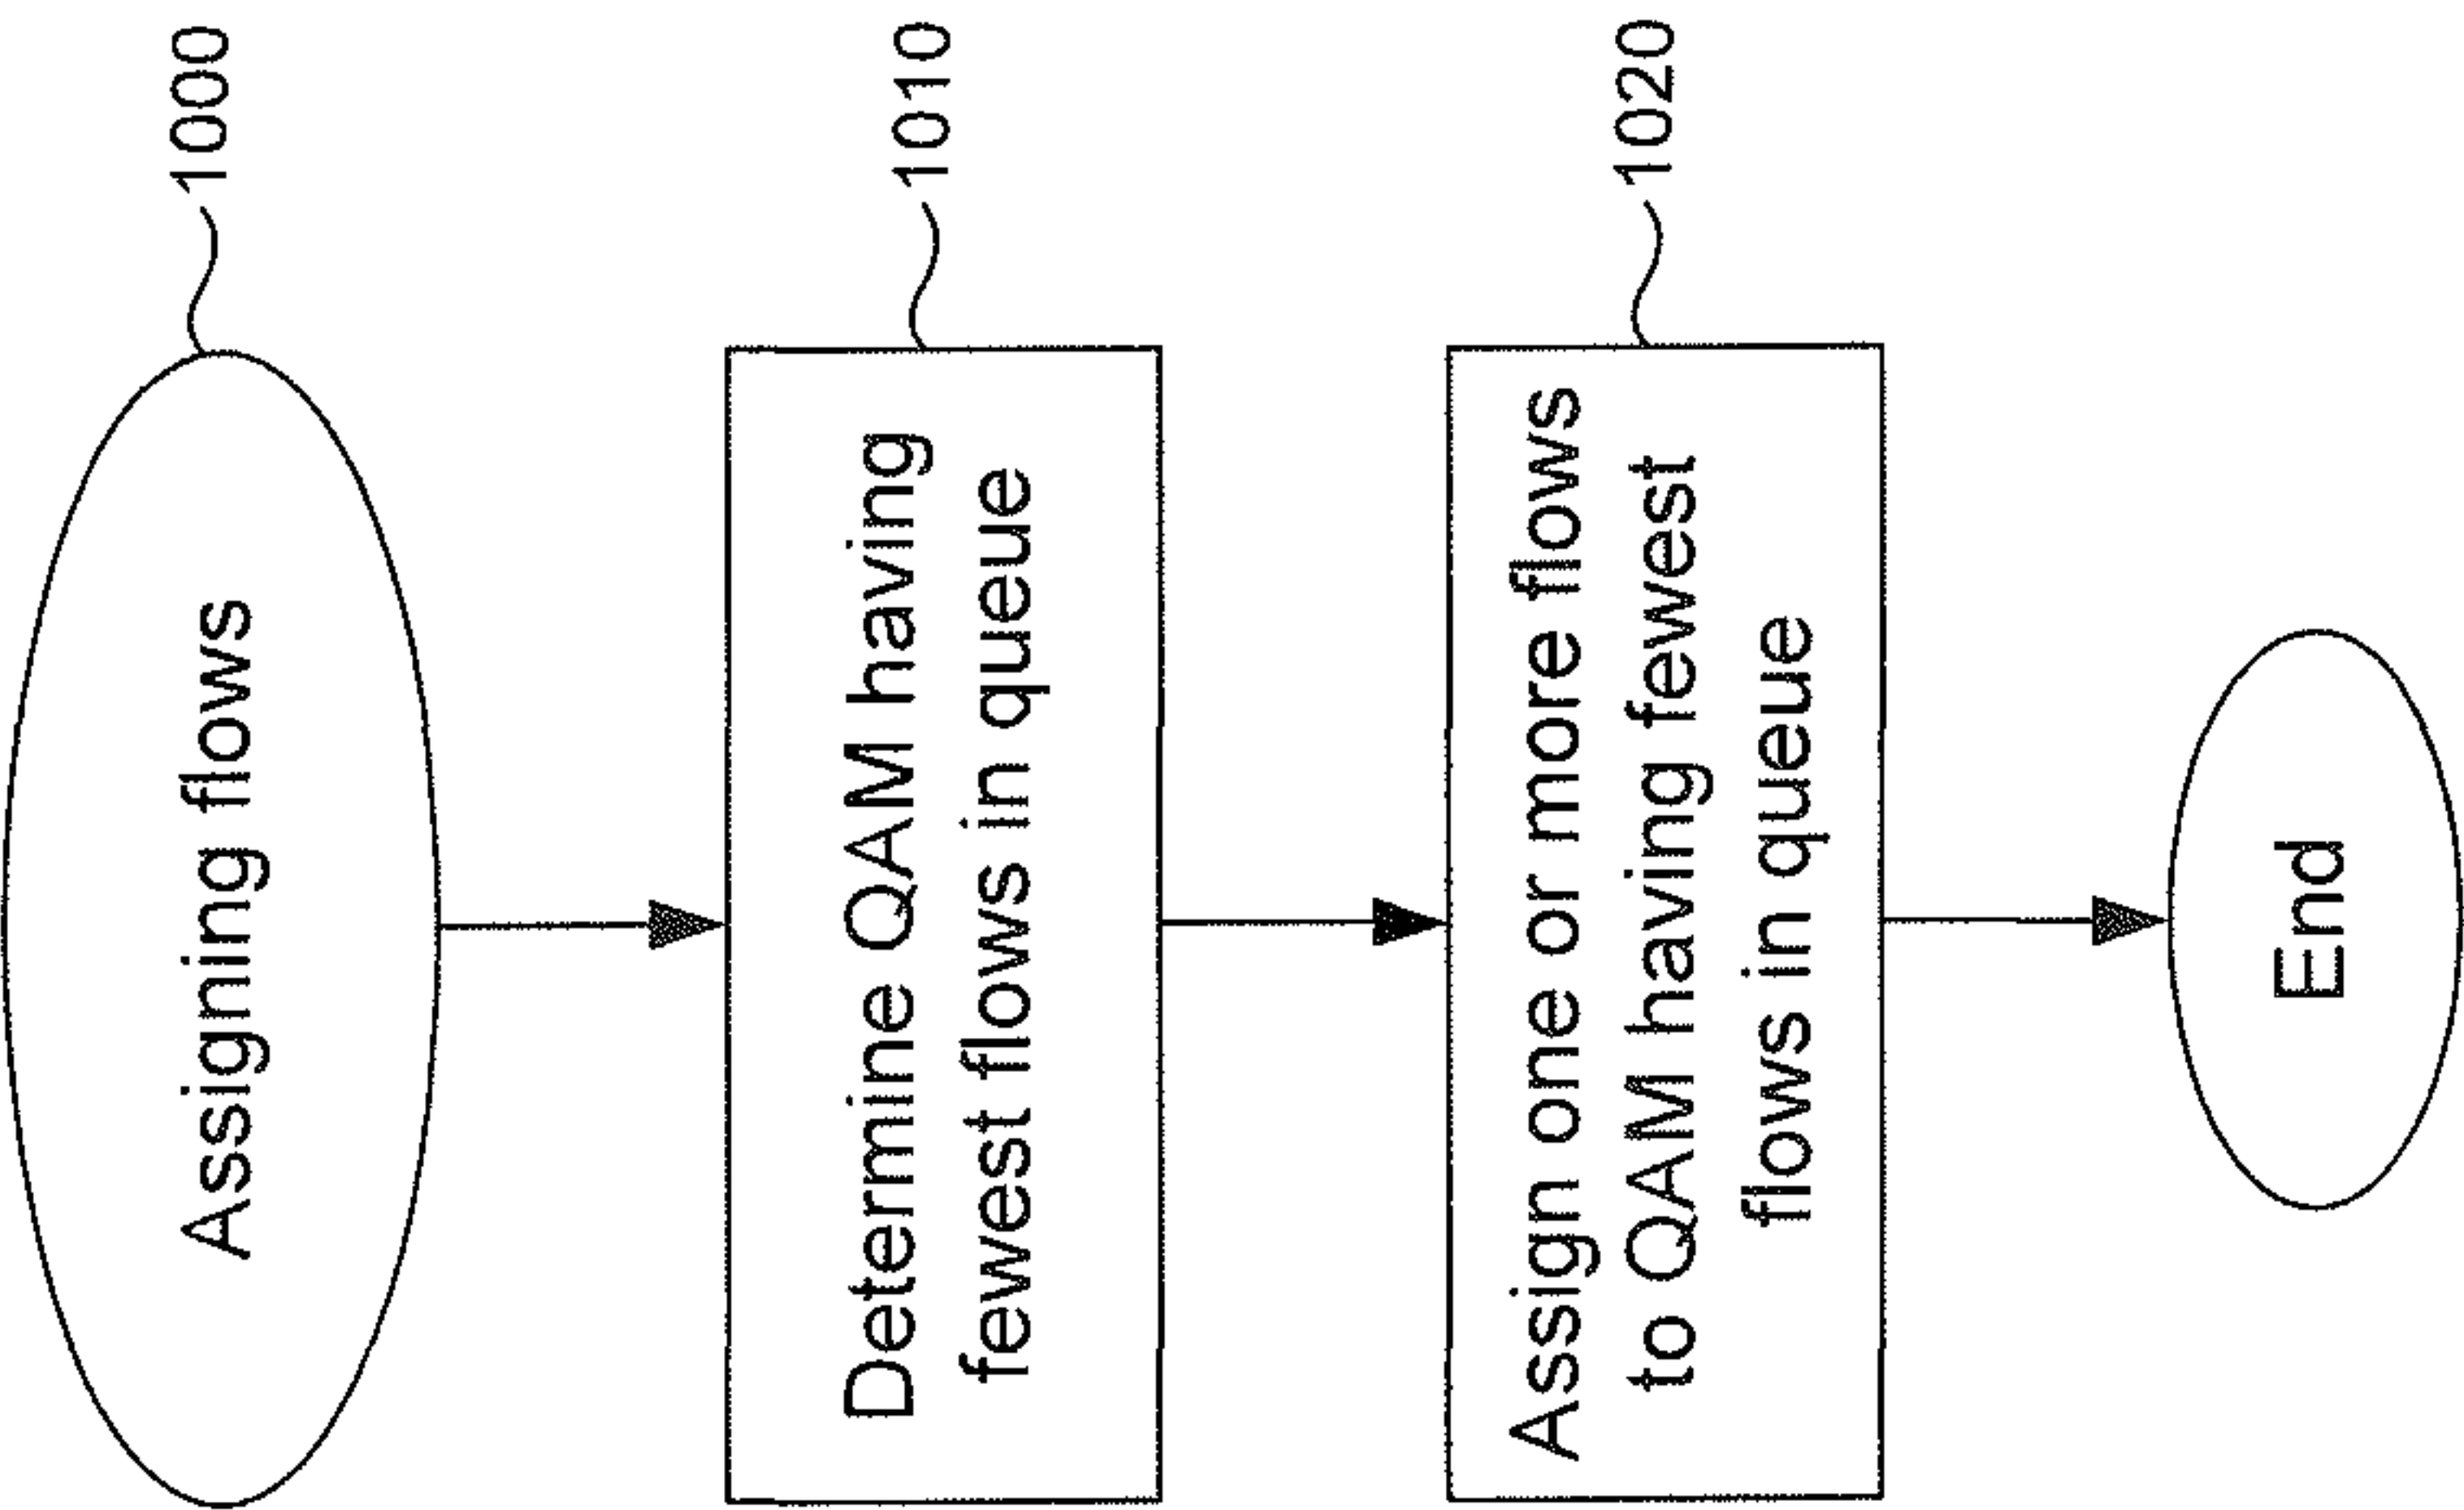 Assigning flows
1000
Determine QAM having
fewest flows in queue
1010
Assign one or more flows
to QAM having fewest
flows in queue
1020
End